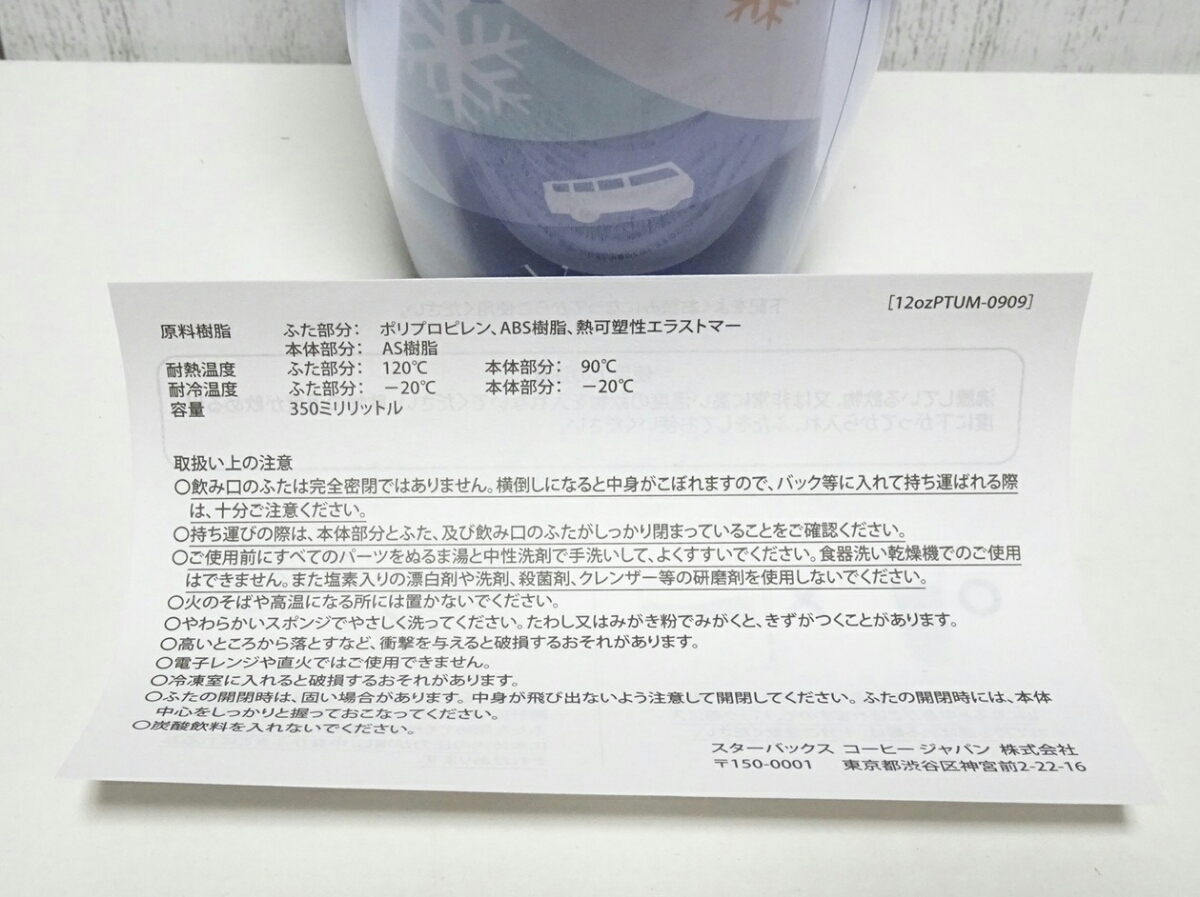 [12ozPTUM-0909]
原料樹脂 ふた部分: ポリプロピレン、ABS樹脂、熱可塑性エラストマー
本体部分: AS樹脂
耐熱温度 ふた部分: 120℃ 本体部分: 90℃
耐冷温度 ふた部分: －20℃ 本体部分: －20℃
容量 350ミリリットル
取扱い上の注意
○飲み口のふたは完全密閉ではありません。横倒しになると中身がこぼれますので、バック等に入れて持ち運ばれる際
は、十分ご注意ください。
○持ち運びの際は、本体部分とふた、及び飲み口のふたがしっかり閉まっていることをご確認ください。
○ご使用前にすべてのパーツをぬるま湯と中性洗剤で手洗いして、よくすすいでください。食器洗い乾燥機でのご使用
はできません。また塩素入りの漂白剤や洗剤、殺菌剤、クレンザー等の研磨剤を使用しないでください。
○火のそばや高温になる所には置かないでください。
○やわらかいスポンジでやさしく洗ってください。たわし又はみがき粉でみがくと、きずがつくことがあります。
○高いところから落とすなど、衝撃を与えると破損するおそれがあります。
○電子レンジや直火ではご使用できません。
○冷凍室に入れると破損するおそれがあります。
○ふたの開閉時は、固い場合があります。中身が飛び出ないよう注意して開閉してください。ふたの開閉時には、本体
中心をしっかりと握っておこなってください。
○炭酸飲料を入れないでください。
スターバックス コーヒー ジャパン 株式会社
〒150-0001 東京都渋谷区神宮前2-22-16